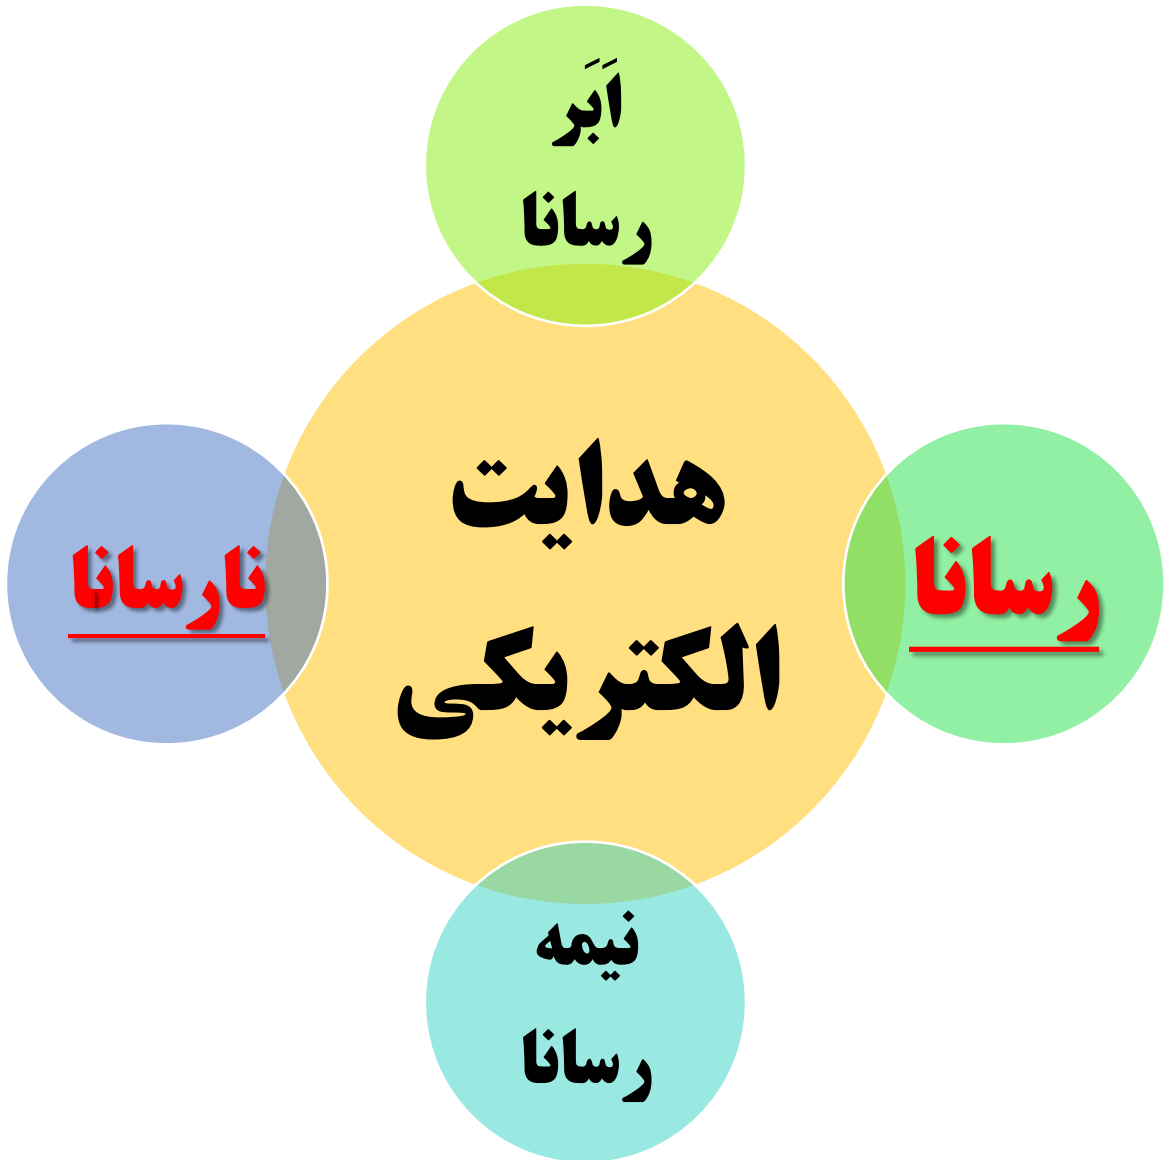 اَبَر
رسانا
هدایت
الکتریکی
رسانا
نارسانا
نیمه
رسانا